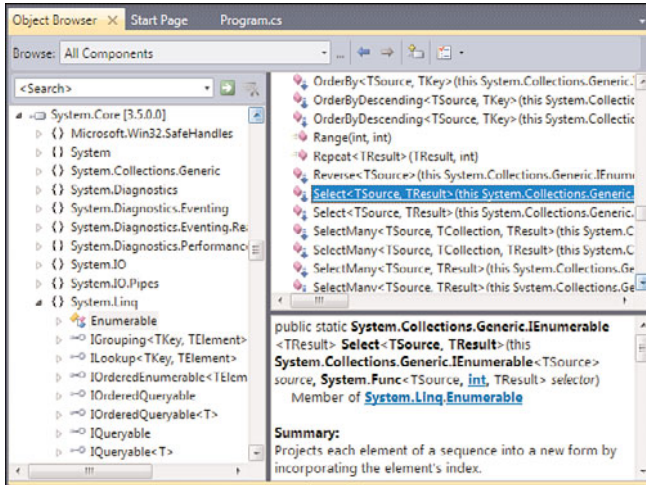 Object Browser
Start Page
Program.cs
Browse: All Components
...
<Search>
System.Core [3.5.0.0]
{} Microsoft.Win32.SafeHandles
{} System
{} System.Collections.Generic
{} System.Diagnostics
{} System.Diagnostics.Eventing
{} System.Diagnostics.Eventing.Re
{} System.Diagnostics.Performanc
{} System.IO
{} System.IO.Pipes
{} System.Linq
Enumerable
IGrouping<TKey, TElement>
ILookup<TKey, TElement>
IOrderedEnumerable<TElem
IOrderedQueryable
IOrderedQueryable<T>
IQueryable
IQueryable<T>
OrderBy<TSource, TKey>(this System.Collections.Generic.
OrderByDescending<TSource, TKey>(this System.Collectic
OrderByDescending<TSource, TKey>(this System.Collectic
Range(int, int)
Repeat<TResult>(TResult, int)
Reverse<TSource>(this System.Collections.Generic.IEnum
Select<TSource, TResult>(this System.Collections.Generic.
Select<TSource, TResult>(this System.Collections.Generic.
SelectMany<TSource, TCollection, TResult>(this System.C
SelectMany<TSource, TCollection, TResult>(this System.C
SelectMany<TSource, TResult>(this System.Collections.Ge
SelectMany<TSource, TResult>(this System.Collections.Ge
public static System.Collections.Generic.IEnumerable
<TResult> Select<TSource, TResult>(this
System.Collections.Generic.IEnumerable<TSource>
source, System.Func<TSource, int, TResult> selector)
Member of System.Linq.Enumerable
Summary:
Projects each element of a sequence into a new form by
incorporating the element's index.